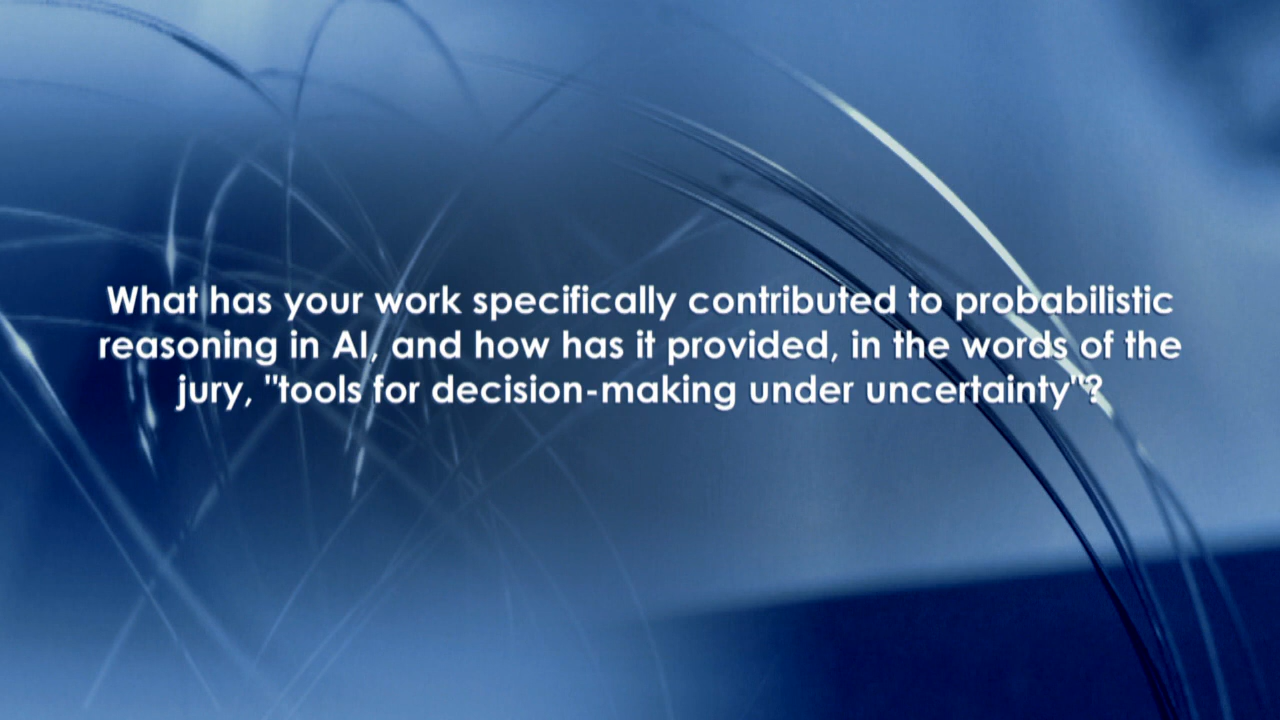 What has your work specifically contributed to probabilistic
reasoning in AI, and how has it provided, in the words of the
jury, "tools for decision-making under uncertainty"?